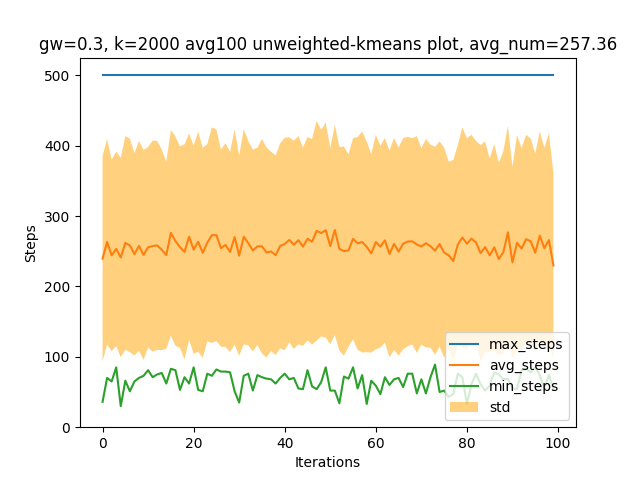 gw=0.3, k=2000 avg100 unweighted-kmeans plot, avg_num=257.36
500
400
300
200
100
0
Steps
max_steps
avg_steps
min_steps
std
0
20
40
60
80
100
Iterations